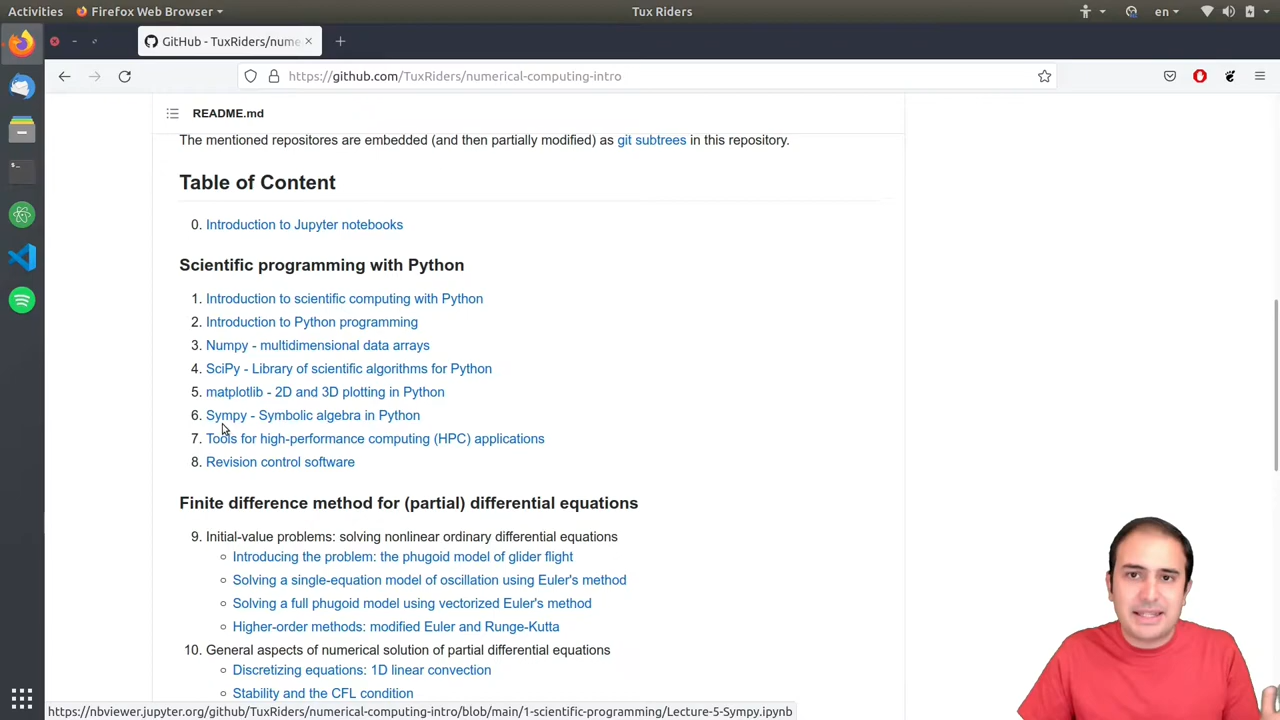 Activities
Firefox Web Browser
Tux Riders
en
GitHub - TuxRiders/nume
https://github.com/TuxRiders/numerical-computing-intro
README.md
The mentioned repositores are embedded (and then partially modified) as git subtrees in this repository.
Table of Content
0. Introduction to Jupyter notebooks
Scientific programming with Python
1. Introduction to scientific computing with Python
2. Introduction to Python programming
3. Numpy - multidimensional data arrays
4. SciPy - Library of scientific algorithms for Python
5. matplotlib - 2D and 3D plotting in Python
6. Sympy - Symbolic algebra in Python
7. Tools for high-performance computing (HPC) applications
8. Revision control software
Finite difference method for (partial) differential equations
9. Initial-value problems: solving nonlinear ordinary differential equations
Introducing the problem: the phugoid model of glider flight
Solving a single-equation model of oscillation using Euler's method
Solving a full phugoid model using vectorized Euler's method
Higher-order methods: modified Euler and Runge-Kutta
10. General aspects of numerical solution of partial differential equations
Discretizing equations: 1D linear convection
Stability and the CFL condition
https://nbviewer.jupyter.org/github/TuxRiders/numerical-computing-intro/blob/main/1-scientific-programming/Lecture-5-Sympy.ipynb